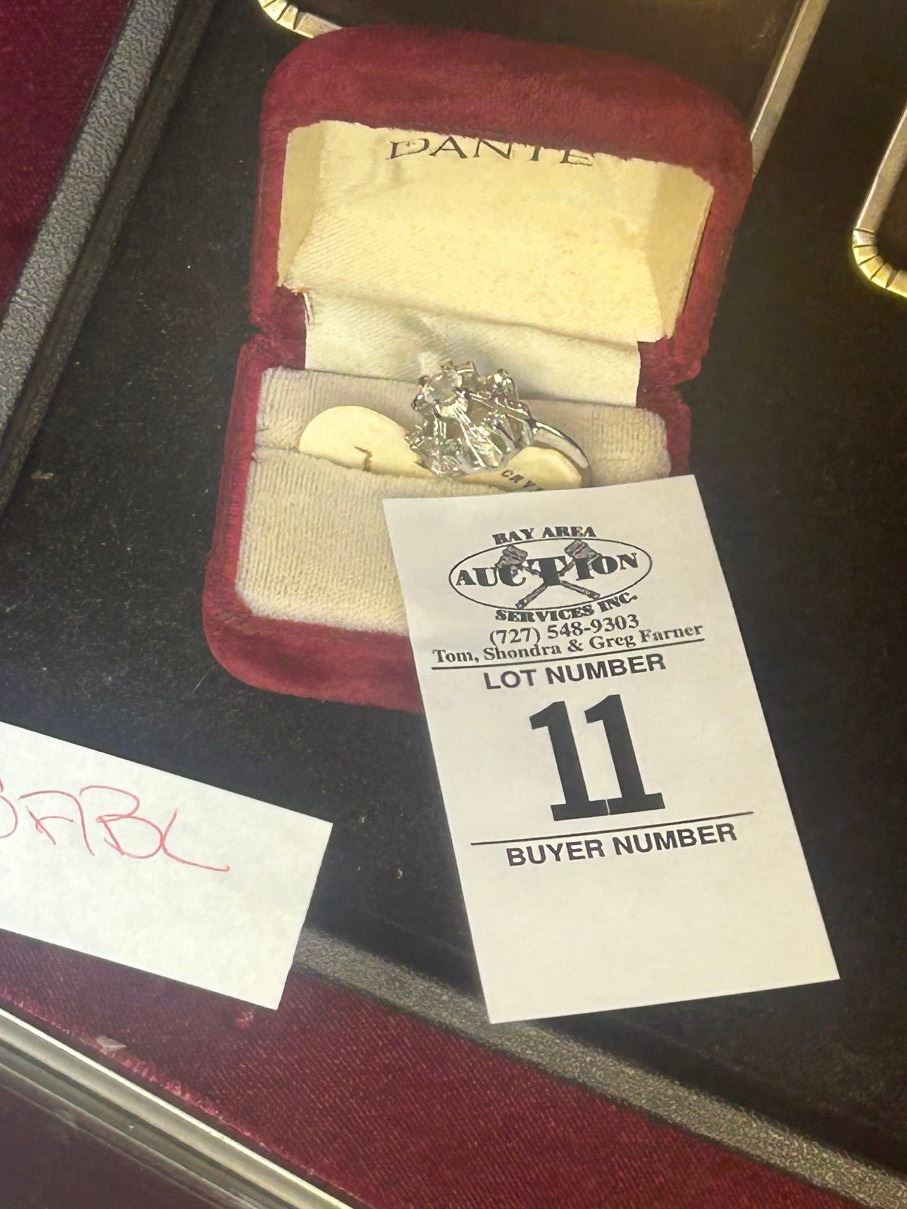 DANTE
BAY AREA
AUCTION
SERVICES INC.
(727) 548-9303
Tom, Shondra & Greg Farner
LOT NUMBER
11
BUYER NUMBER